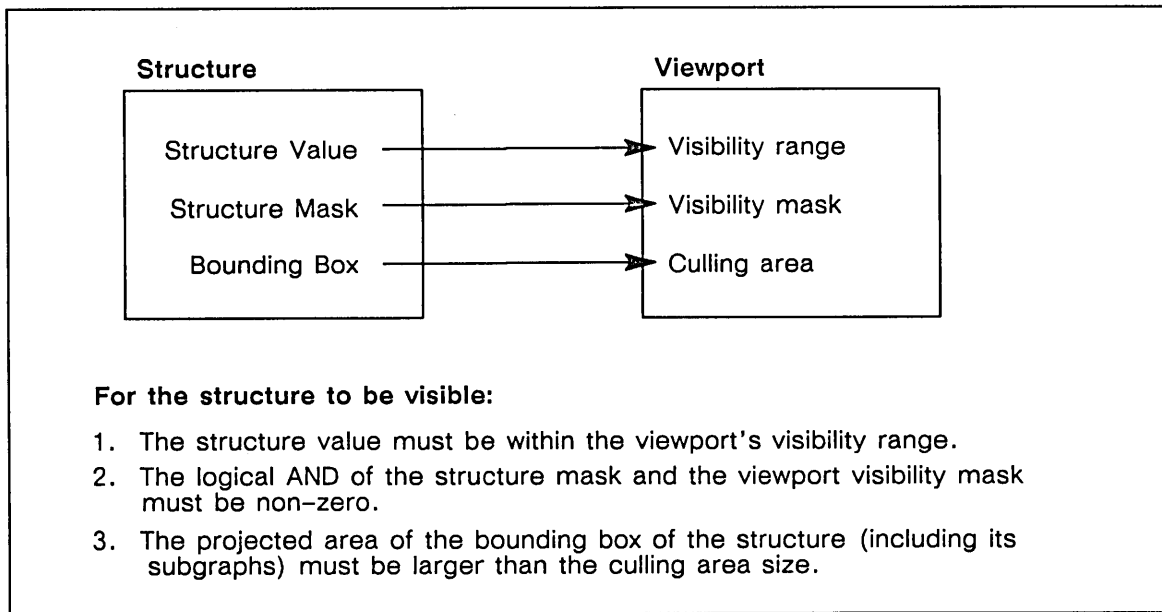 Structure
Viewport
Structure Value
Visibility range
Structure Mask
Visibility mask
Bounding Box
Culling area
For the structure to be visible:
1. The structure value must be within the viewport's visibility range.
2. The logical AND of the structure mask and the viewport visibility mask
must be non-zero.
3. The projected area of the bounding box of the structure (including its
subgraphs) must be larger than the culling area size.